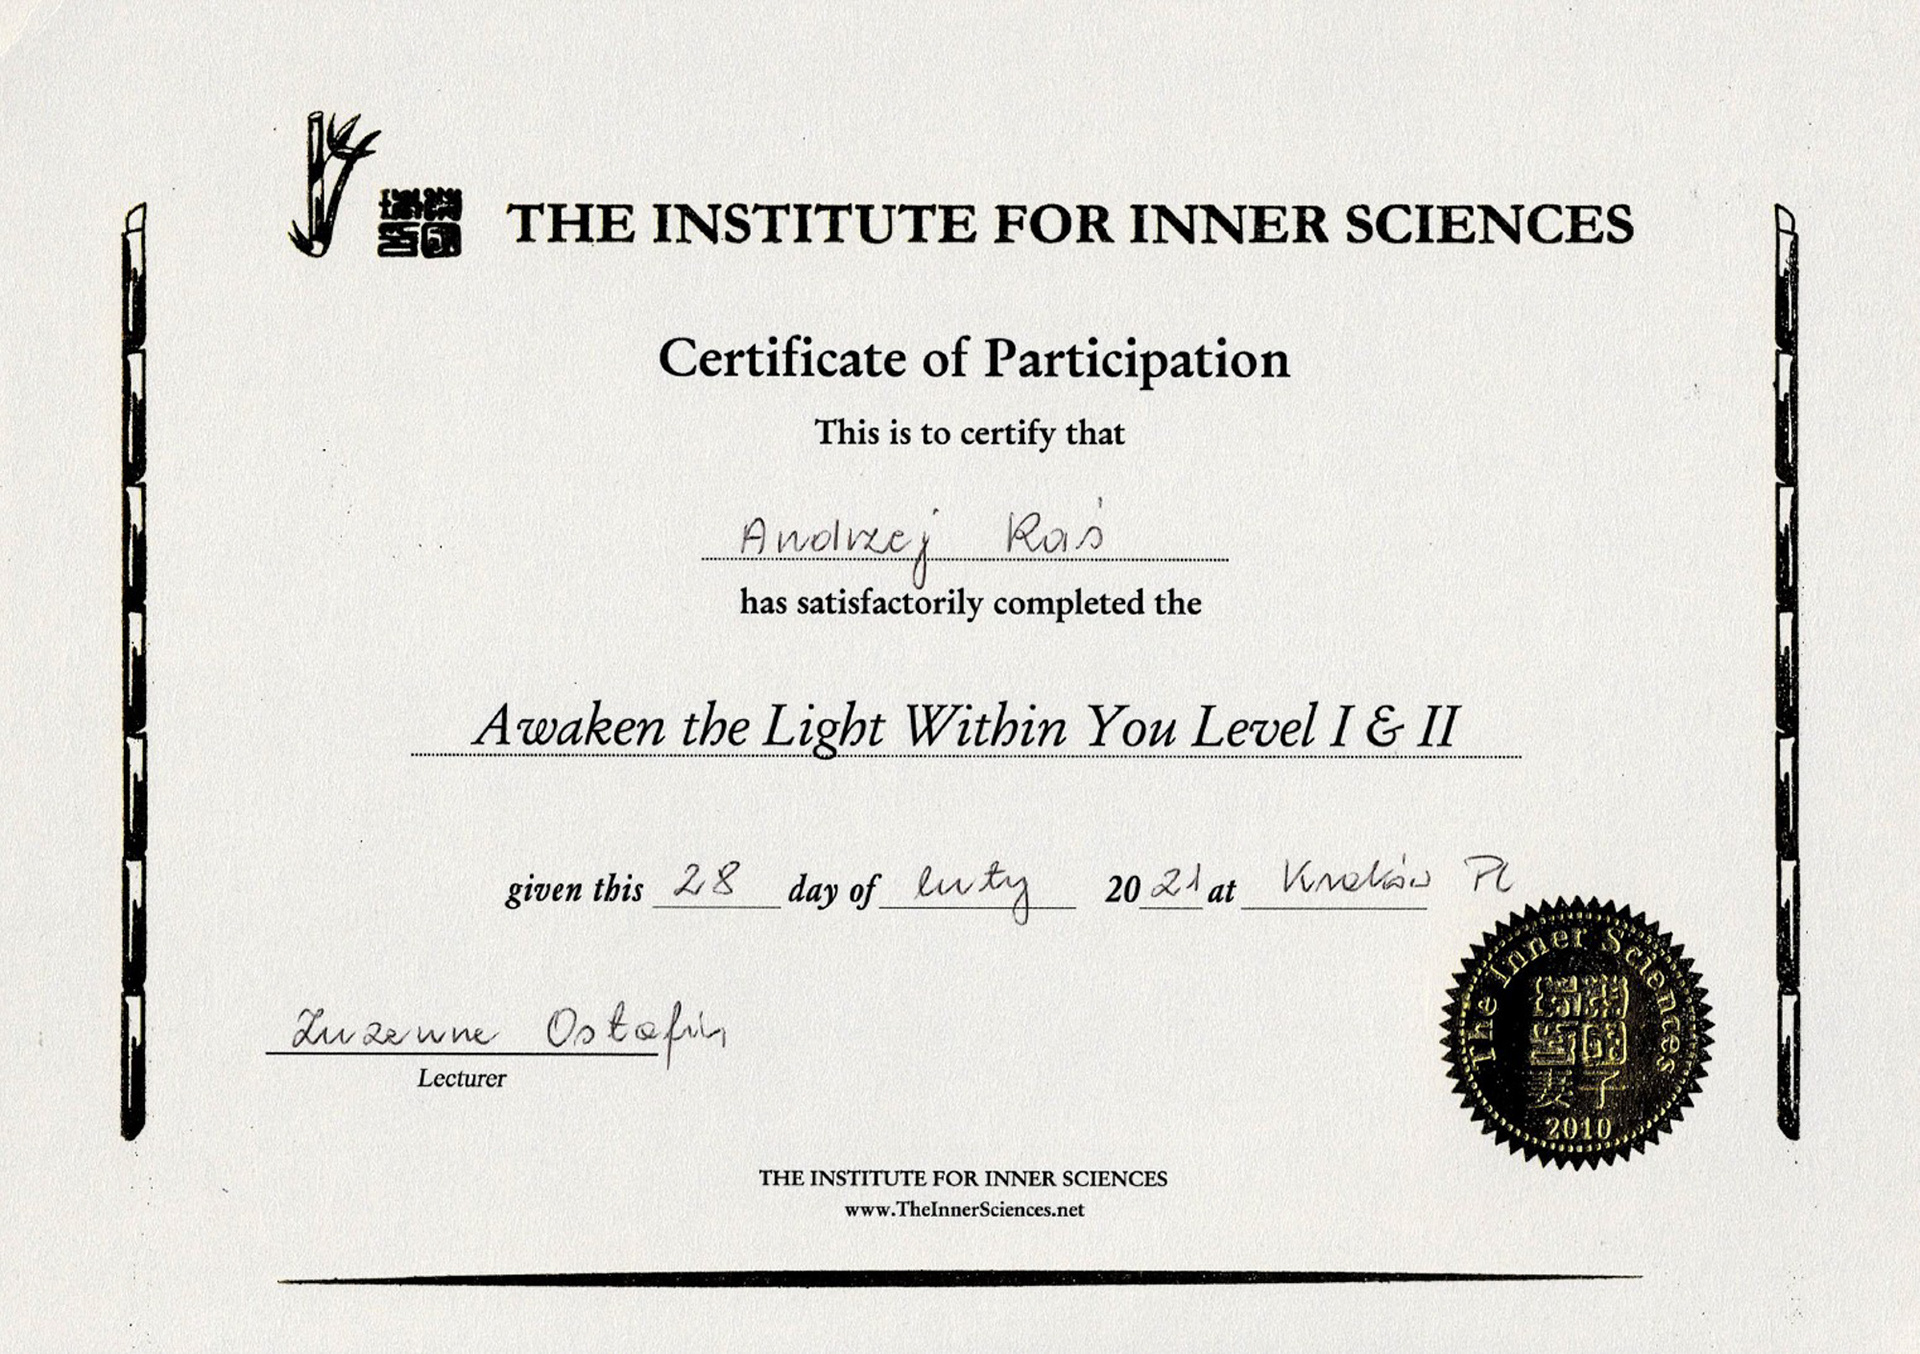 THE INSTITUTE FOR INNER SCIENCES
Certificate of Participation
This is to certify that
Andrzej Raś
has satisfactorily completed the
Awaken the Light Within You Level I & II
given this 28 day of luty 2021 at Kraków PL
Zuzanna Ostafin
Lecturer
The Inner Sciences
2010
THE INSTITUTE FOR INNER SCIENCES
www.TheInnerSciences.net